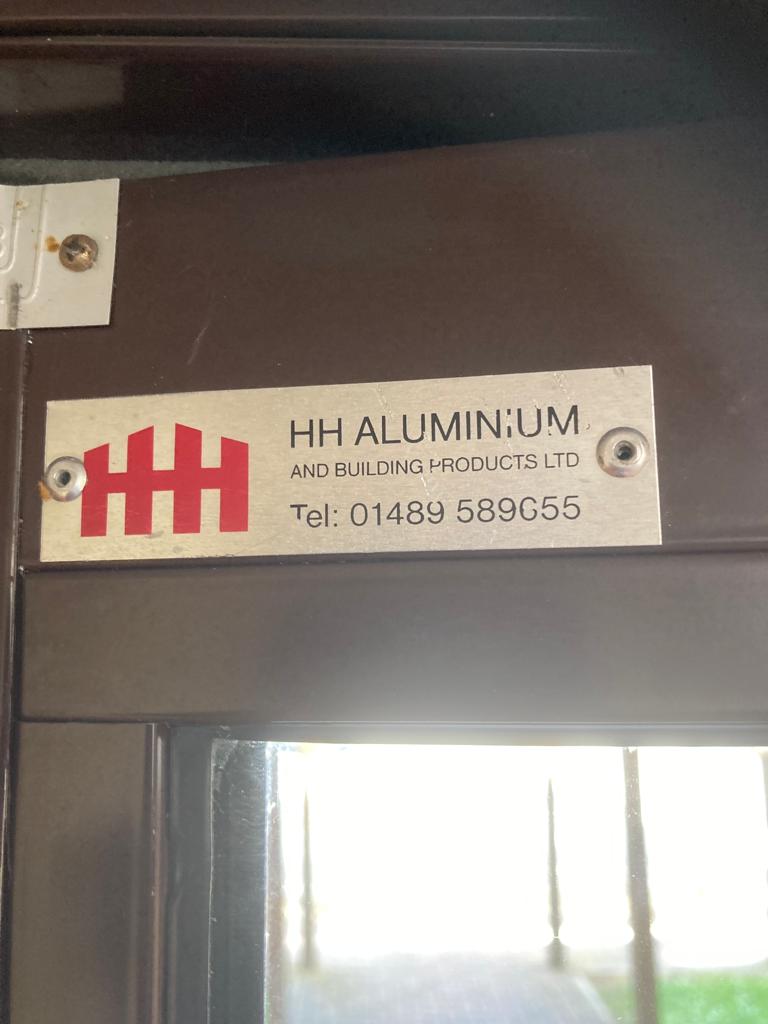 HH ALUMINIUM
AND BUILDING PRODUCTS LTD
Tel: 01489 589655